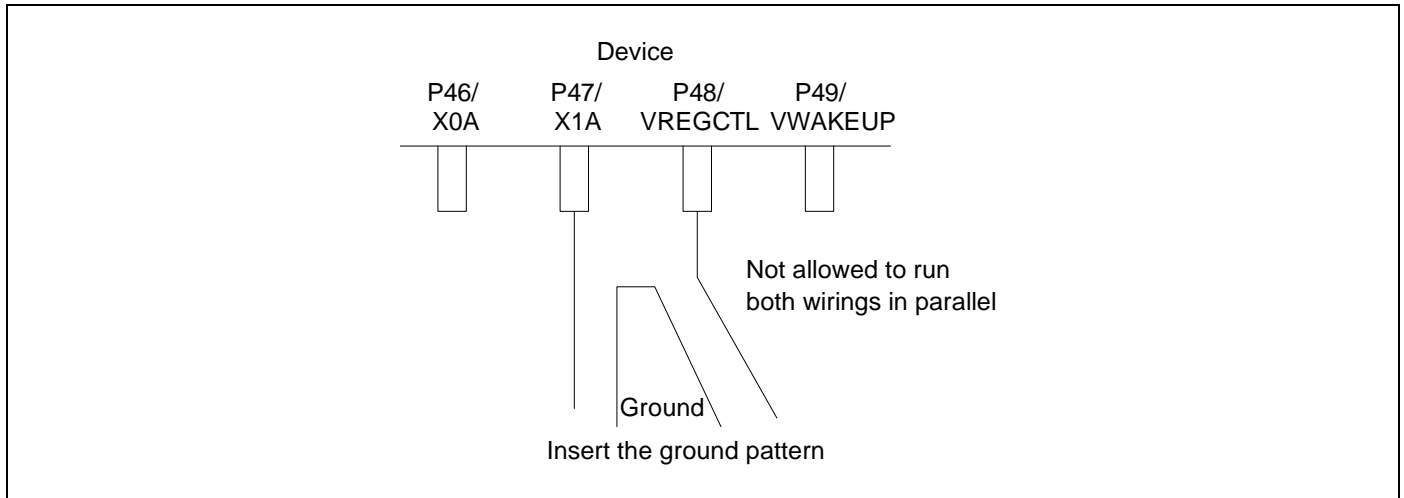 Device
P46/ P47/ P48/ P49/
X0A X1A VREGCTL VWAKEUP
Not allowed to run
both wirings in parallel
Ground
Insert the ground pattern